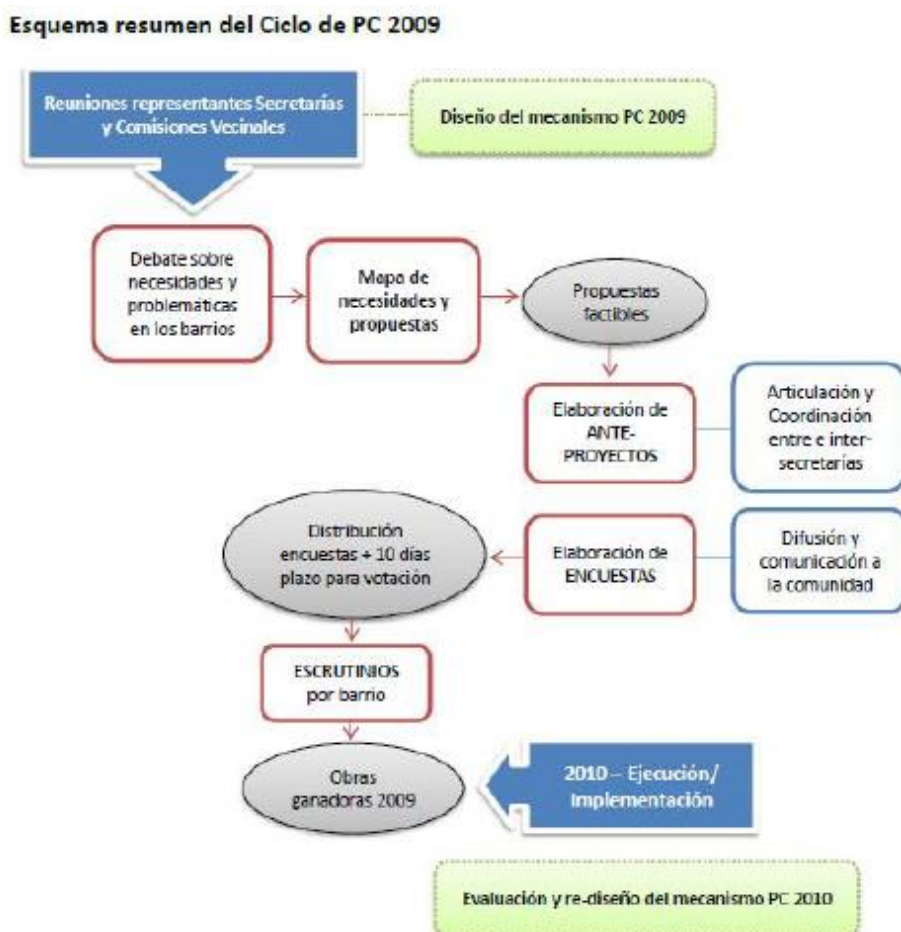 Esquema resumen del Ciclo de PC 2009
Reuniones representantes Secretarías
y Comisiones Vecinales
Diseño del mecanismo PC 2009
Debate sobre
necesidades y
problemáticas
en los barrios
Mapa de
necesidades y
propuestas
Propuestas
factibles
Elaboración de
ANTE-
PROYECTOS
Articulación y
Coordinación
entre e inter-
secretarías
Distribución
encuestas + 10 días
plazo para votación
Elaboración de
ENCUESTAS
Difusión y
comunicación a
la comunidad
ESCRUTINIOS
por barrio
Obras
ganadoras 2009
2010 – Ejecución/
Implementación
Evaluación y re-diseño del mecanismo PC 2010